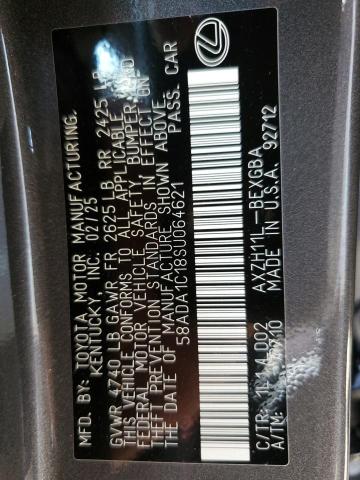 MFD. BY: TOYOTA MOTOR MANUFACTURING,
KENTUCKY, INC. 02/25
GVWR 4740 LB GAWR FR 2625 LB RR 2425 LB
THIS VEHICLE CONFORMS TO ALL APPLICABLE
FEDERAL MOTOR VEHICLE SAFETY, BUMPER, AND
THEFT PREVENTION STANDARDS IN EFFECT ON
THE DATE OF MANUFACTURE SHOWN ABOVE.
58ADA1C18SU064621 PASS. CAR
C/TR: LD02 AXZH11L-BEXGBA
A/TM: MADE IN U.S.A. 92712